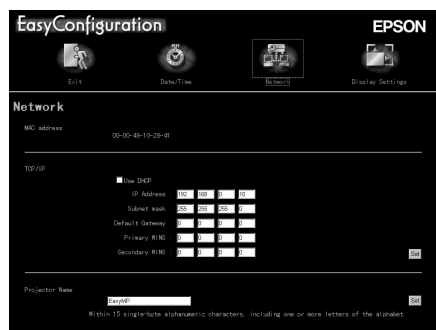 EasyConfiguration
EPSON
Exit Date/Time Network Display Settings
Network
MAC address
00-00-48-10-28-41
TCP/IP
Use DHCP
IP Address 192 168 0 10
Subnet mask 255 255 255 0
Default Gateway 0 0 0 0
Primary WINS 0 0 0 0
Secondary WINS 0 0 0 0 Set
Projector Name
EasyMP Set
Within 15 single-byte alphanumeric characters, including one or more letters of the alphabet